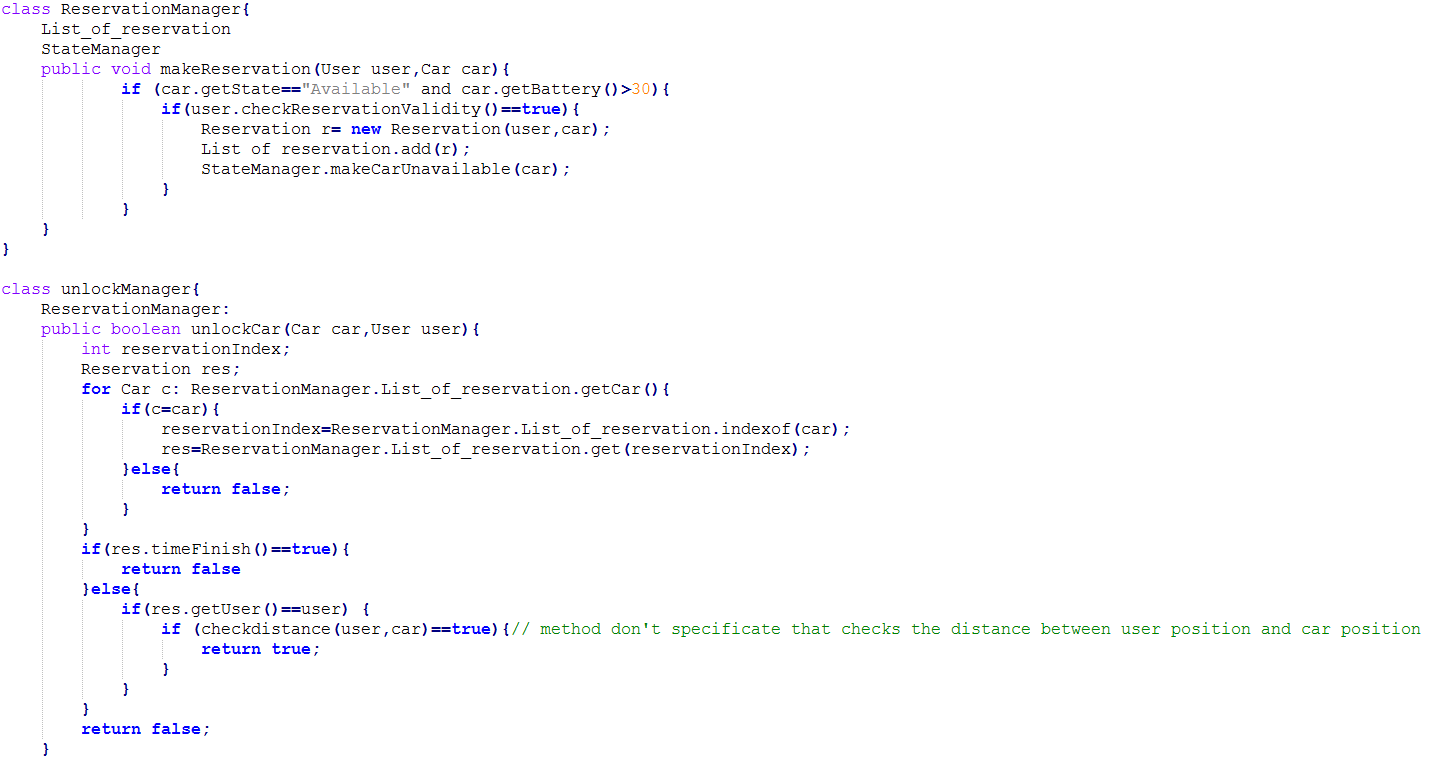 class ReservationManager{
    List_of_reservation
    StateManager
    public void makeReservation(User user,Car car){
            if (car.getState=="Available" and car.getBattery()>30){
                if(user.checkReservationValidity()==true){
                    Reservation r= new Reservation(user,car);
                    List of reservation.add(r);
                    StateManager.makeCarUnavailable(car);
                }
            }
    }
}

class unlockManager{
    ReservationManager:
    public boolean unlockCar(Car car,User user){
        int reservationIndex;
        Reservation res;
        for Car c: ReservationManager.List_of_reservation.getCar(){
            if(c=car){
                reservationIndex=ReservationManager.List_of_reservation.indexof(car);
                res=ReservationManager.List_of_reservation.get(reservationIndex);
            }else{
                return false;
            }
        }
        if(res.timeFinish()==true){
            return false
        }else{
            if(res.getUser()==user) {
                if (checkdistance(user,car)==true){// method don't specificate that checks the distance between user position and car position
                    return true;
                }
            }
        }
        return false;
    }